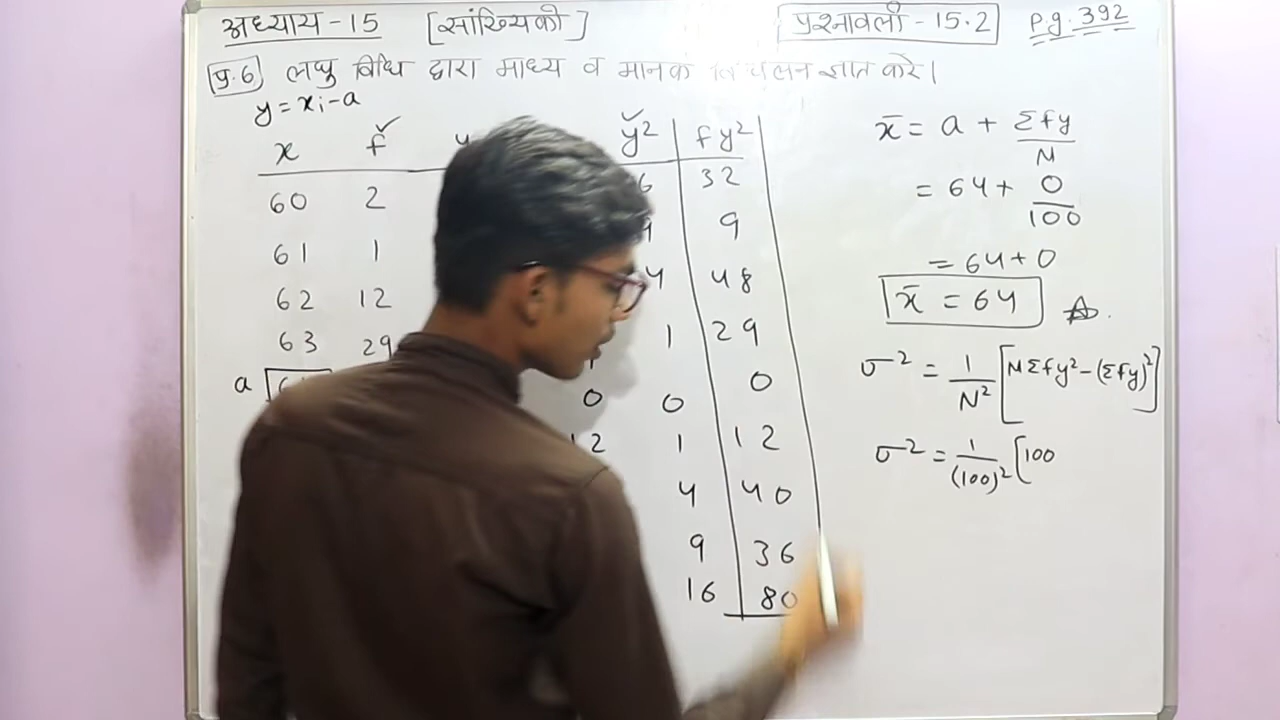 अध्याय - 15 [सांख्यिकी] प्रश्नावली - 15.2 P.g. 392
प्र.6 लघु विधि द्वारा माध्य व मानक विचलन ज्ञात करे।
y = xi - a
x f y y² fy²
60 2 6 32
61 1 9 9
62 12 4 48
63 29 1 29
a 0 0 0
12 1 12
4 40
9 36
16 80
x̄ = a + Σfy/N
= 64 + 0/100
= 64 + 0
x̄ = 64
σ² = 1/N² [NΣfy² - (Σfy)²]
σ² = 1/(100)² [100